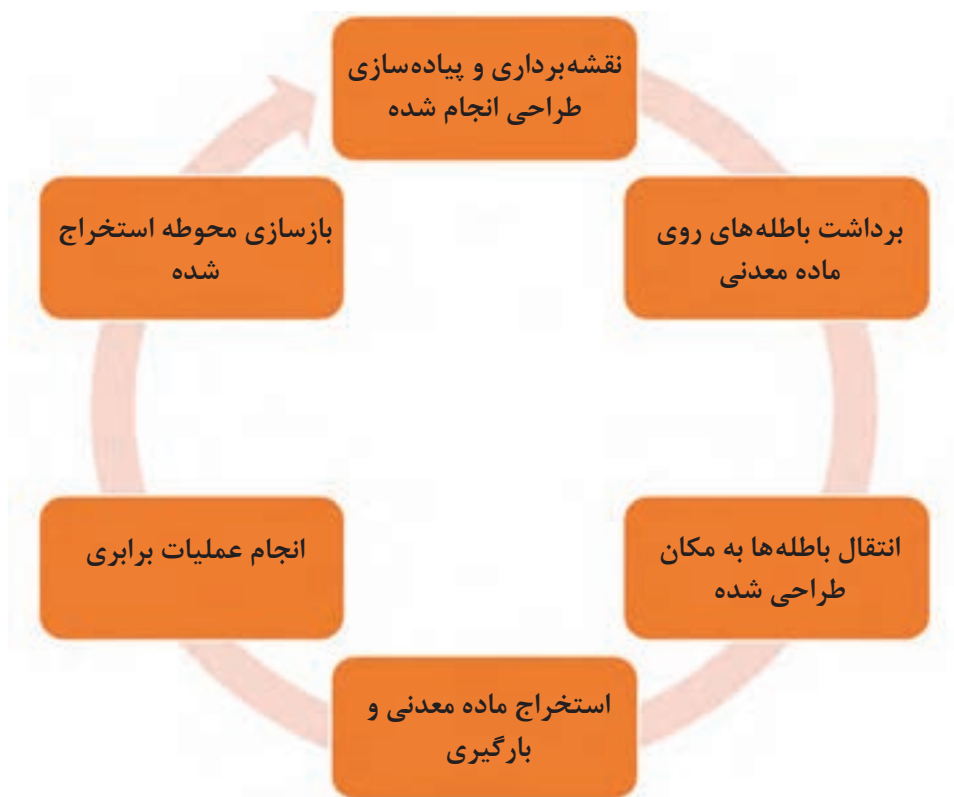 نقشه‌برداری و پیاده‌سازی
طراحی انجام شده
برداشت باطله‌های روی
ماده معدنی
انتقال باطله‌ها به مکان
طراحی شده
استخراج ماده معدنی و
بارگیری
انجام عملیات برابری
بازسازی محوطه استخراج
شده